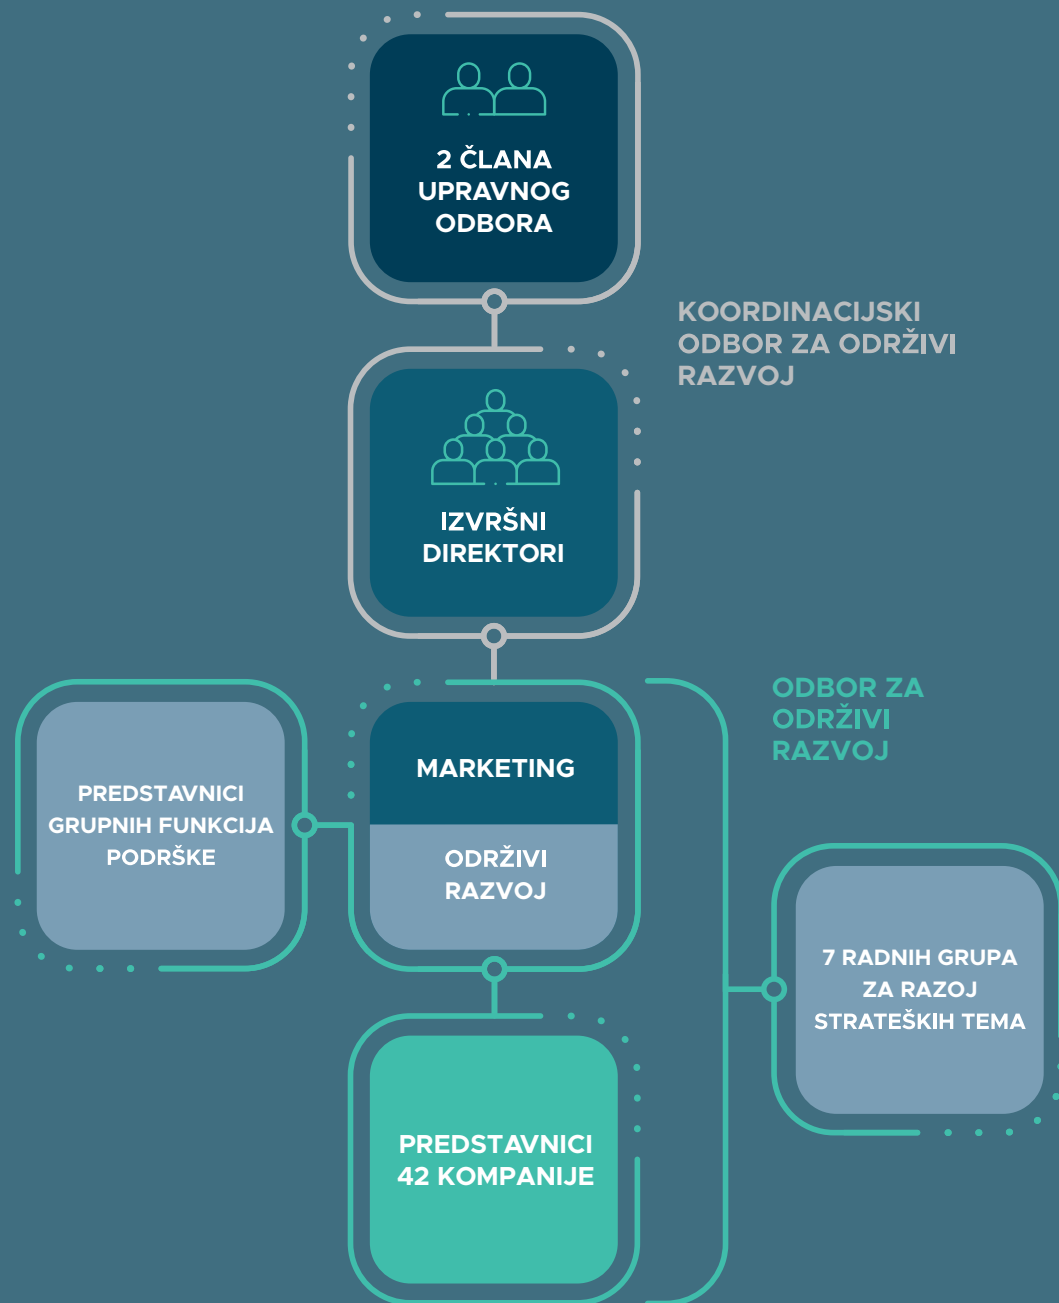 2 ČLANA
UPRAVNOG
ODBORA
KOORDINACIJSKI
ODBOR ZA ODRŽIVI
RAZVOJ
IZVRŠNI
DIREKTORI
ODBOR ZA
ODRŽIVI
RAZVOJ
PREDSTAVNICI
GRUPNIH FUNKCIJA
PODRŠKE
MARKETING
ODRŽIVI
RAZVOJ
7 RADNIH GRUPA
ZA RAZOJ
STRATEŠKIH TEMA
PREDSTAVNICI
42 KOMPANIJE